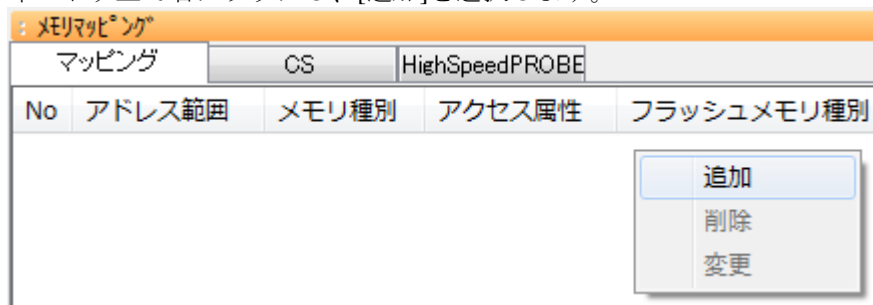 [追加]
メモリマッピング
マッピング CS HighSpeedPROBE
No アドレス範囲 メモリ種別 アクセス属性 フラッシュメモリ種別
追加
削除
変更